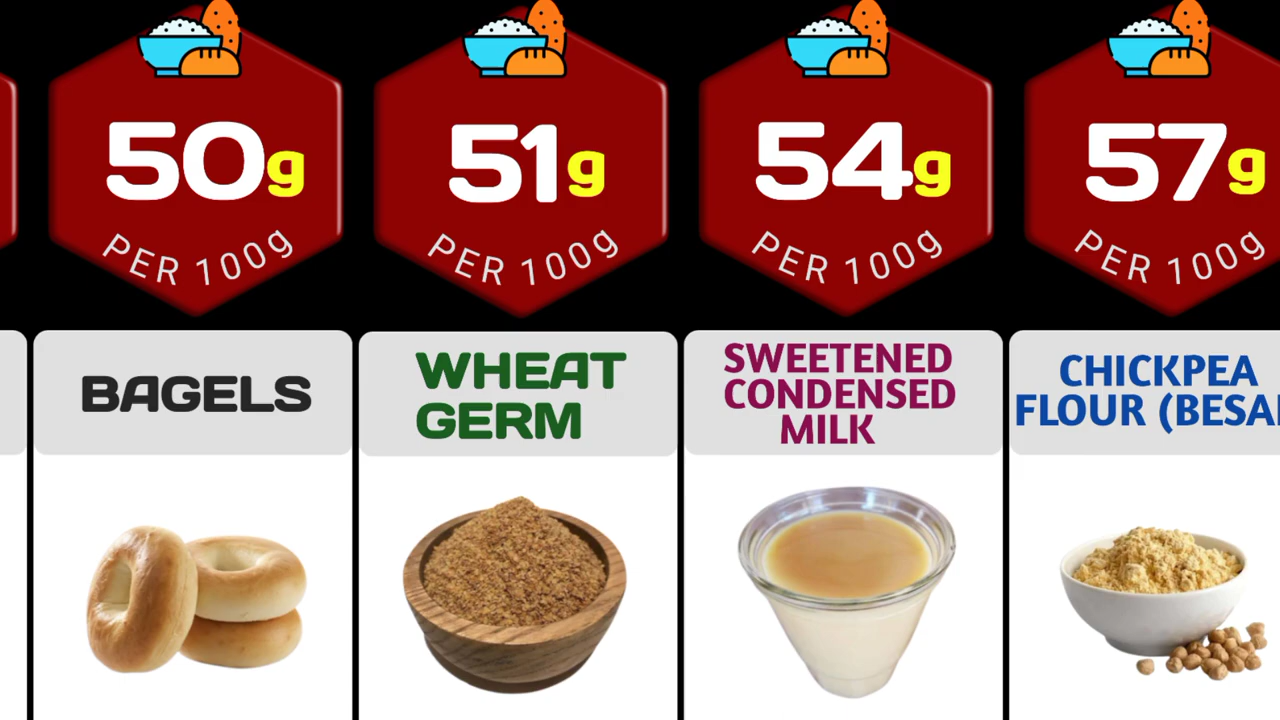 50g
PER 100g
BAGELS
51g
PER 100g
WHEAT
GERM
54g
PER 100g
SWEETENED
CONDENSED
MILK
57g
PER 100g
CHICKPEA
FLOUR (BESA